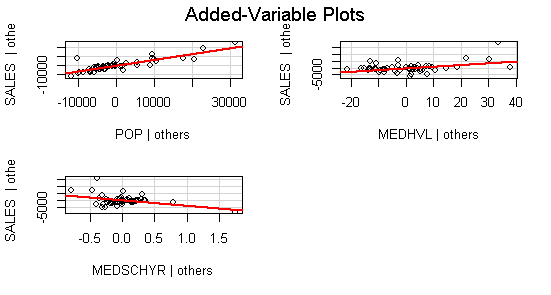 Added-Variable Plots
SALES | othe
-10000
-10000 0 10000 30000
POP | others
SALES | othe
-5000
-20 0 10 20 30 40
MEDHVL | others
SALES | othe
-5000
-0.5 0.0 0.5 1.0 1.5
MEDSCHYR | others